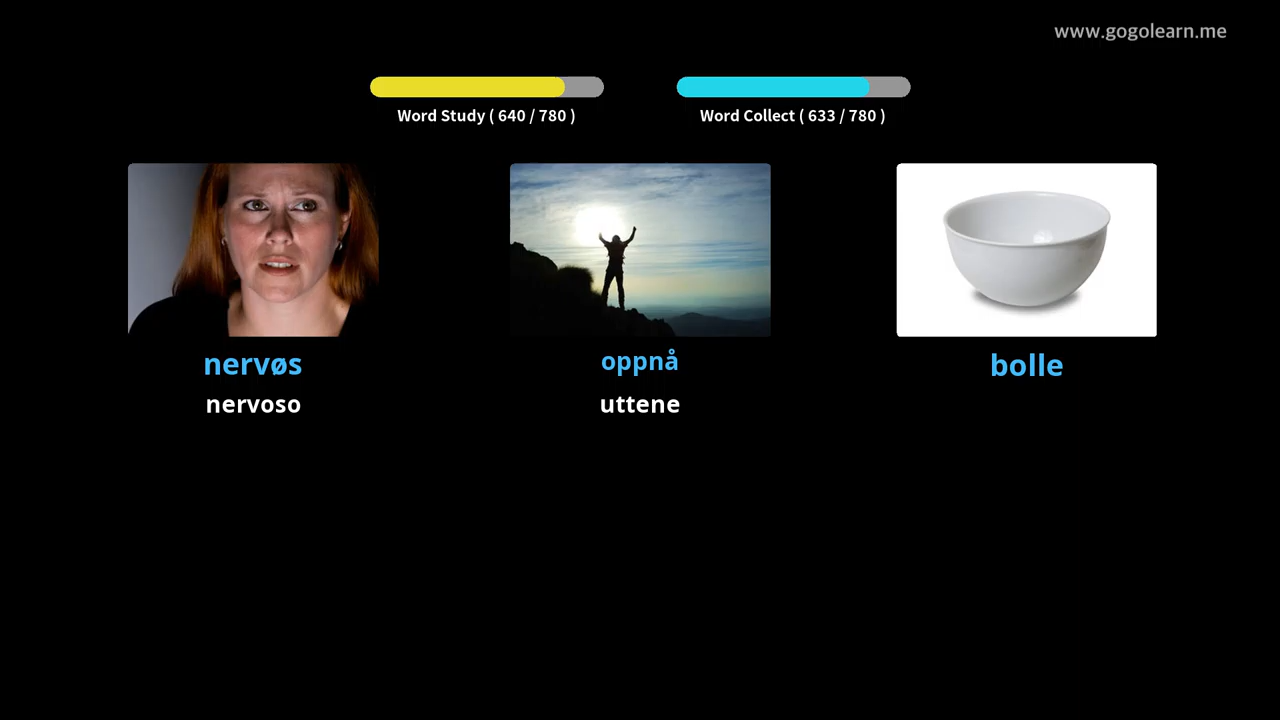 www.gogolearn.me
Word Study ( 640 / 780 )
Word Collect ( 633 / 780 )
nervøs
oppnå
bolle
nervoso
uttene